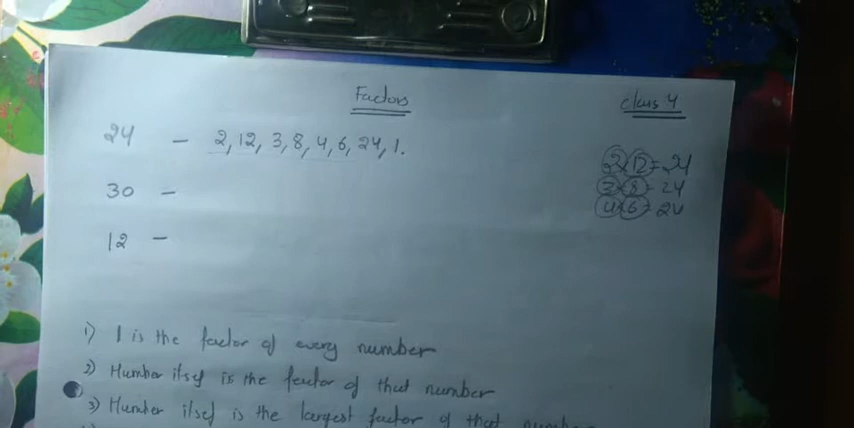 Factors
Class 4
24 - 2, 12, 3, 8, 4, 6, 24, 1.
2×12=24
3×8=24
4×6=24
30 -
12 -
1) 1 is the factor of every number
2) Number itself is the factor of that number
3) Number itself is the largest factor of that number